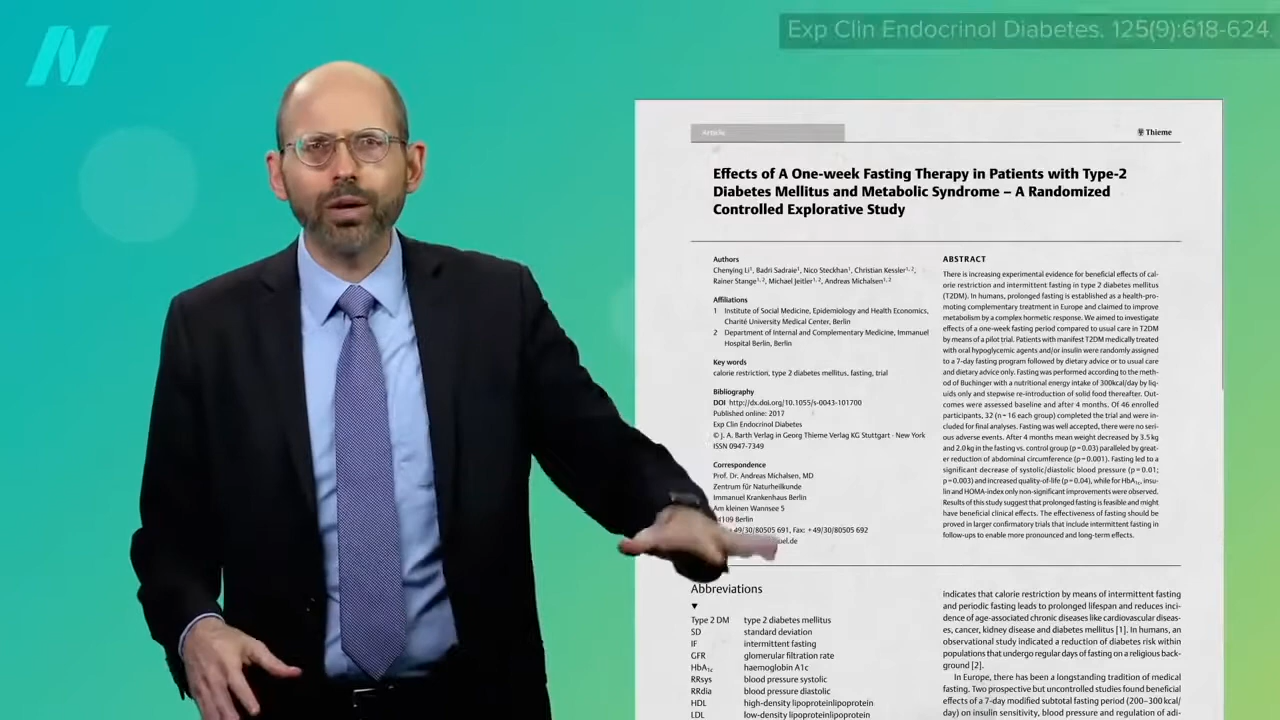 Exp Clin Endocrinol Diabetes. 125(9):618-624.
Article
Thieme
Effects of A One-week Fasting Therapy in Patients with Type-2
Diabetes Mellitus and Metabolic Syndrome – A Randomized
Controlled Explorative Study
Authors
Chenying Li¹, Badri Sadraie¹, Nico Steckhan¹, Christian Kessler¹,²,
Rainer Stange¹,², Michael Jeitler¹,², Andreas Michalsen¹,²
Affiliations
1 Institute of Social Medicine, Epidemiology and Health Economics,
Charité University Medical Center, Berlin
2 Department of Internal and Complementary Medicine, Immanuel
Hospital Berlin, Berlin
Key words
calorie restriction, type 2 diabetes mellitus, fasting, trial
Bibliography
DOI http://dx.doi.org/10.1055/s-0043-101700
Published online: 2017
Exp Clin Endocrinol Diabetes
© J. A. Barth Verlag in Georg Thieme Verlag KG Stuttgart · New York
ISSN 0947-7349
Correspondence
Prof. Dr. Andreas Michalsen, MD
Zentrum für Naturheilkunde
Immanuel Krankenhaus Berlin
Am kleinen Wannsee 5
Berlin
49/30/80505 691, Fax: +49/30/80505 692
ABSTRACT
There is increasing experimental evidence for beneficial effects of cal-
orie restriction and intermittent fasting in type 2 diabetes mellitus
(T2DM). In humans, prolonged fasting is established as a health-pro-
moting complementary treatment in Europe and claimed to improve
metabolism by a complex hormetic response. We aimed to investigate
effects of a one-week fasting period compared to usual care in T2DM
by means of a pilot trial. Patients with manifest T2DM medically treated
with oral hypoglycemic agents and/or insulin were randomly assigned
to a 7-day fasting program followed by dietary advice or to usual care
and dietary advice only. Fasting was performed according to the meth-
od of Buchinger with a nutritional energy intake of 300kcal/day by liq-
uids only and stepwise re-introduction of solid food thereafter. Out-
comes were assessed baseline and after 4 months. Of 46 enrolled
participants, 32 (n=16 each group) completed the trial and were in-
cluded for final analyses. Fasting was well accepted, there were no seri-
ous adverse events. After 4 months mean weight decreased by 3.5 kg
and 2.0 kg in the fasting vs. control group (p=0.03) paralleled by great-
er reduction of abdominal circumference (p=0.001). Fasting led to a
significant decrease of systolic/diastolic blood pressure (p=0.01;
p=0.003) and increased quality-of-life (p=0.04), while for HbA1c, insu-
lin and HOMA-index only non-significant improvements were observed.
Results of this study suggest that prolonged fasting is feasible and might
have beneficial clinical effects. The effectiveness of fasting should be
proved in larger confirmatory trials that include intermittent fasting in
follow-ups to enable more pronounced and long-term effects.
Abbreviations
Type 2 DM type 2 diabetes mellitus
SD standard deviation
IF intermittent fasting
GFR glomerular filtration rate
HbA1c haemoglobin A1c
RRsys blood pressure systolic
RRdia blood pressure diastolic
HDL high-density lipoproteinlipoprotein
LDL low-density lipoproteinlipoprotein
indicates that calorie restriction by means of intermittent fasting
and periodic fasting leads to prolonged lifespan and reduces inci-
dence of age-associated chronic diseases like cardiovascular diseas-
es, cancer, kidney disease and diabetes mellitus [1]. In humans, an
observational study indicated a reduction of diabetes risk within
populations that undergo regular days of fasting on a religious back-
ground [2].
In Europe, there has been a longstanding tradition of medical
fasting. Two prospective but uncontrolled studies found beneficial
effects of a 7-day modified subtotal fasting period (200–300 kcal/
day) on insulin sensitivity, blood pressure and regulation of adi-